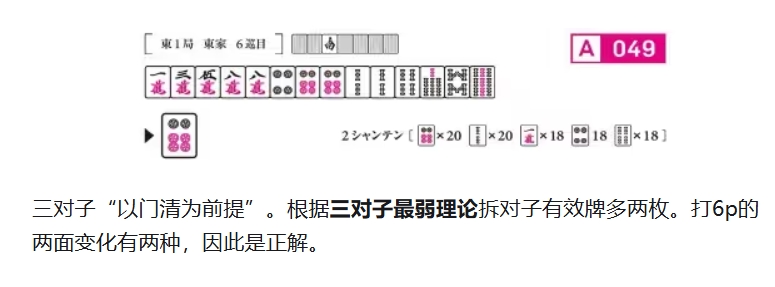 [ 東1局 東家 6巡目 ]
A 049
2シャンテン [ ×20 ×20 ×18 18 ×18 ]
三对子“以门清为前提”。根据三对子最弱理论拆对子有效牌多两枚。打6p的
两面变化有两种，因此是正解。